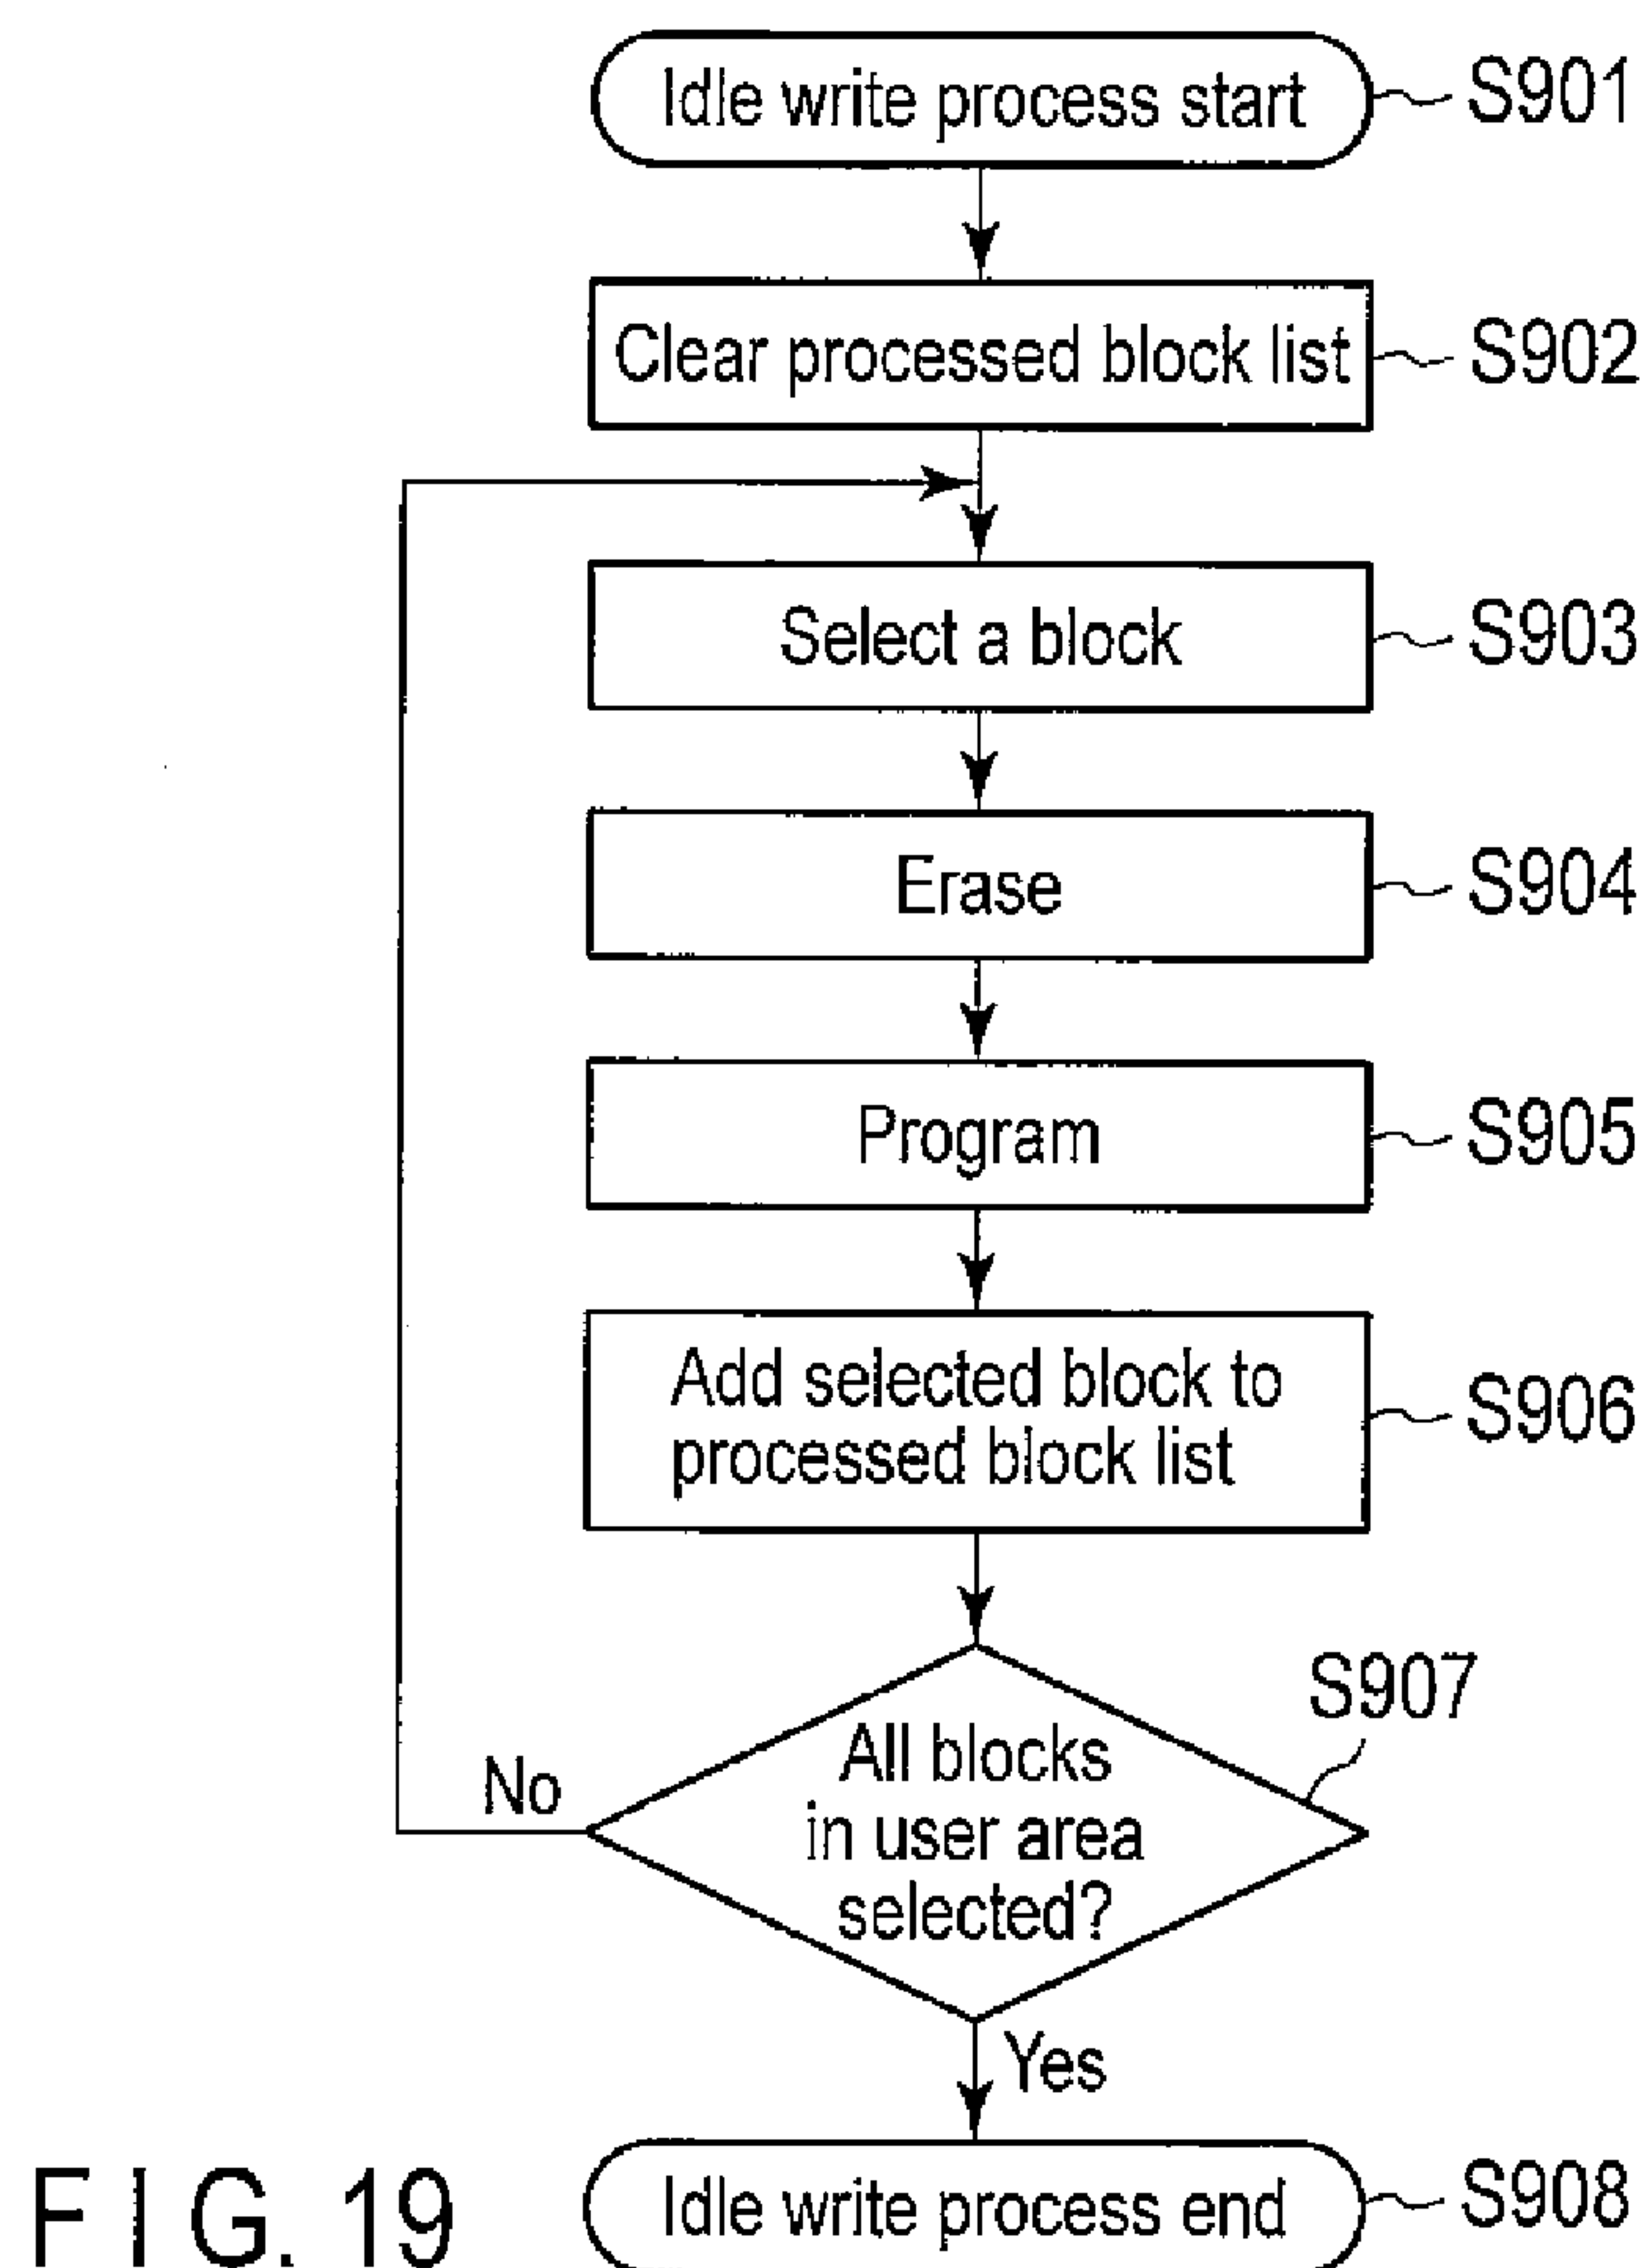 Idle write process start
S901
Clear processed block list
S902
Select a block
S903
Erase
S904
Program
S905
Add selected block to
processed block list
S906
S907
All blocks
in user area
selected?
No
Yes
Idle write process end
S908
FIG. 19